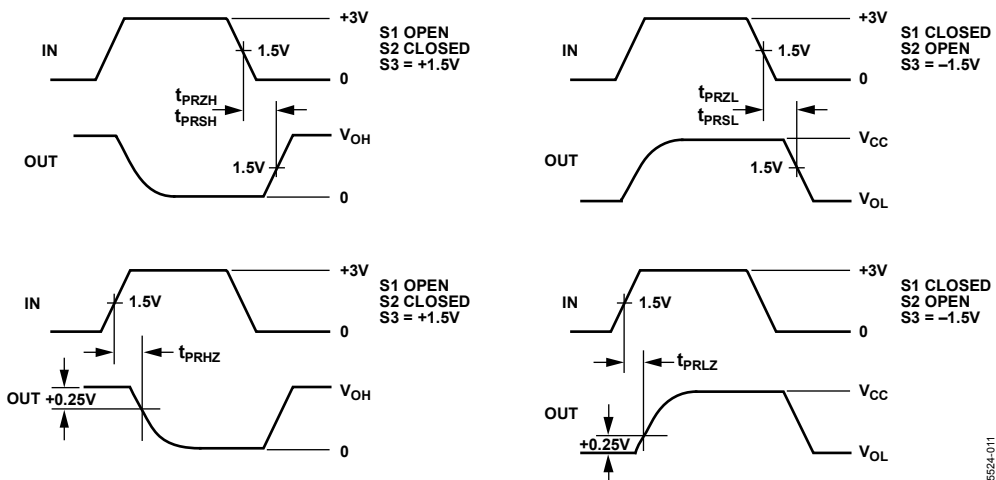 +3V
IN
1.5V
S1 OPEN
S2 CLOSED
S3 = +1.5V
0
tPRZH
tPRSH
VOH
OUT
1.5V
0
+3V
IN
1.5V
S1 CLOSED
S2 OPEN
S3 = –1.5V
0
tPRZL
tPRSL
VCC
OUT
1.5V
VOL
+3V
IN
1.5V
S1 OPEN
S2 CLOSED
S3 = +1.5V
0
tPRHZ
VOH
OUT +0.25V
0
+3V
IN
1.5V
S1 CLOSED
S2 OPEN
S3 = –1.5V
0
tPRLZ
VCC
OUT
+0.25V
VOL
5524-011